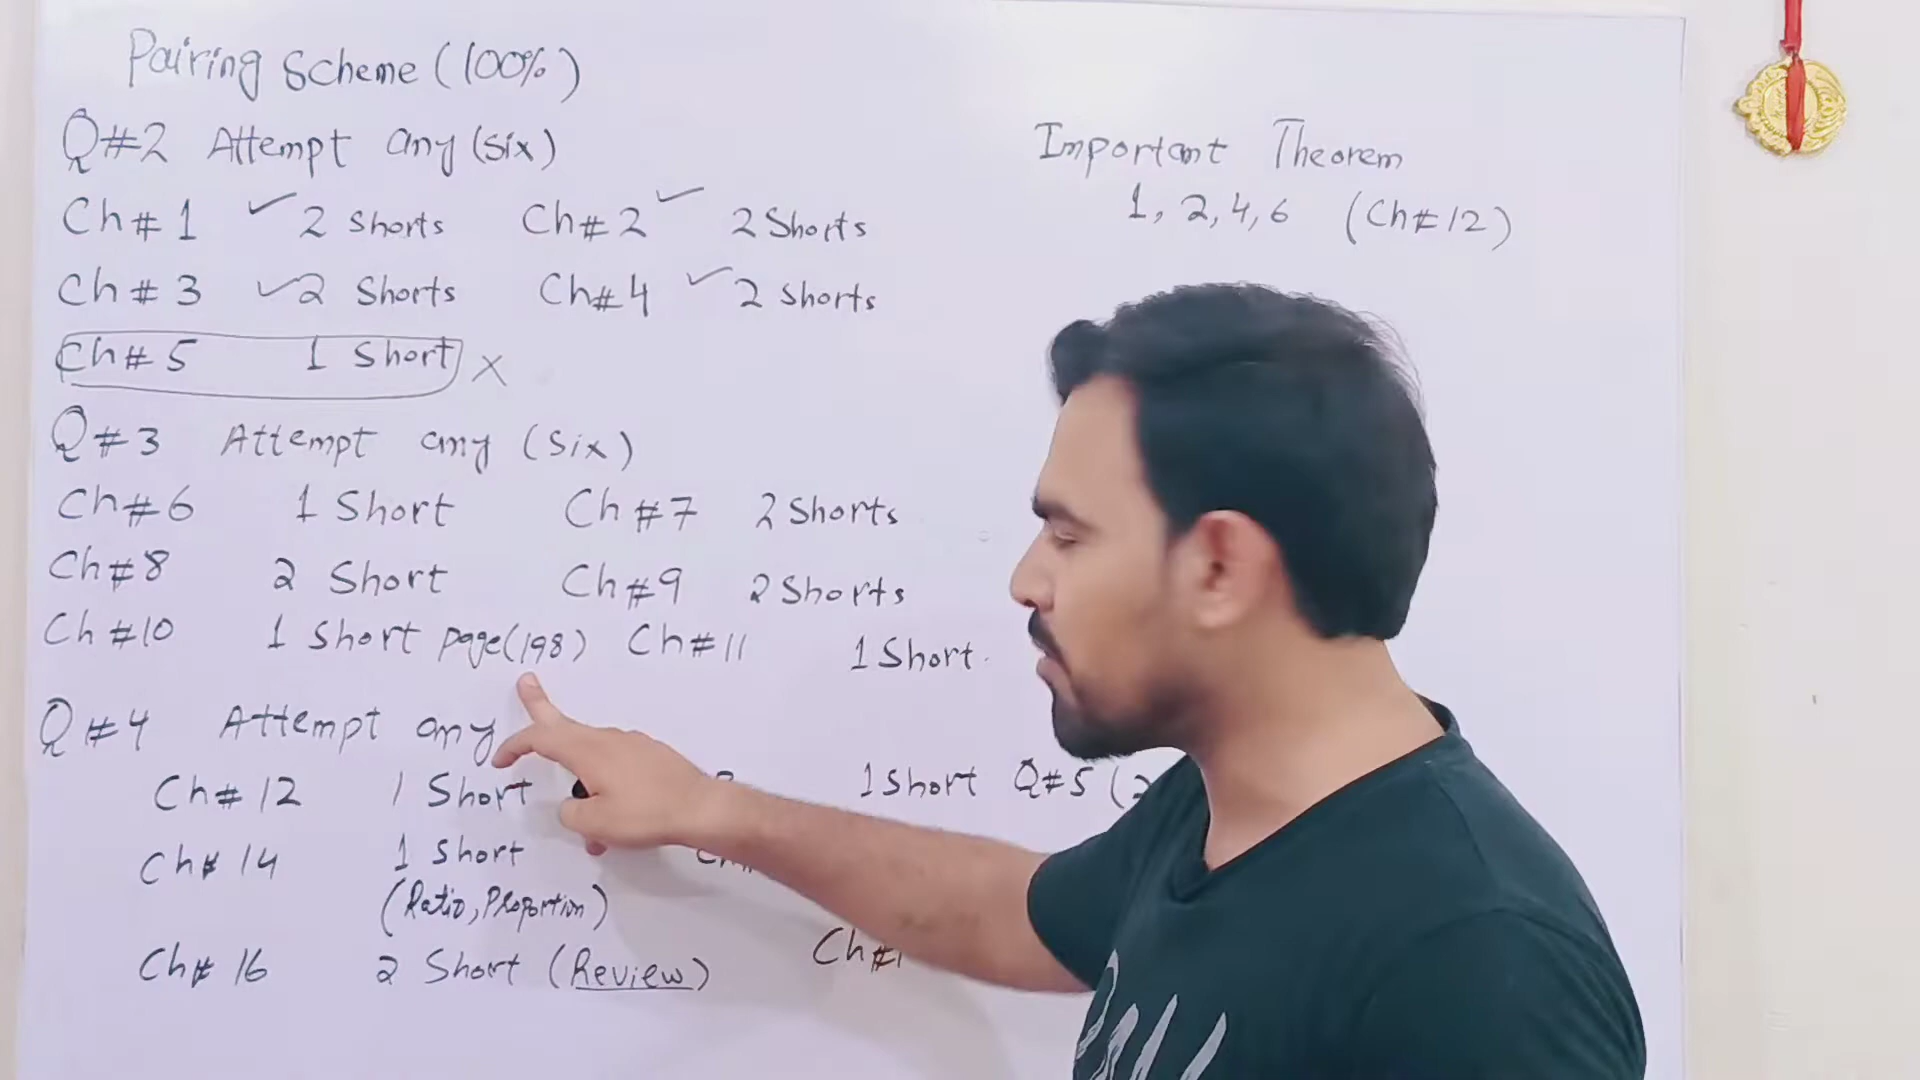 Pairing Scheme (100%)
Q#2 Attempt any (six)
Ch#1 2 Shorts Ch#2 2 Shorts
Ch#3 2 Shorts Ch#4 2 Shorts
Ch#5 1 Short
Q#3 Attempt any (six)
Ch#6 1 Short Ch#7 2 Shorts
Ch#8 2 Short Ch#9 2 Shorts
Ch#10 1 Short page(198) Ch#11 1 Short
Q#4 Attempt any
Ch#12 1 Short 1 Short Q#5 (2
Ch#14 1 Short
(Ratio, Proportion)
Ch#16 2 Short (Review)
Important Theorem
1, 2, 4, 6 (Ch#12)